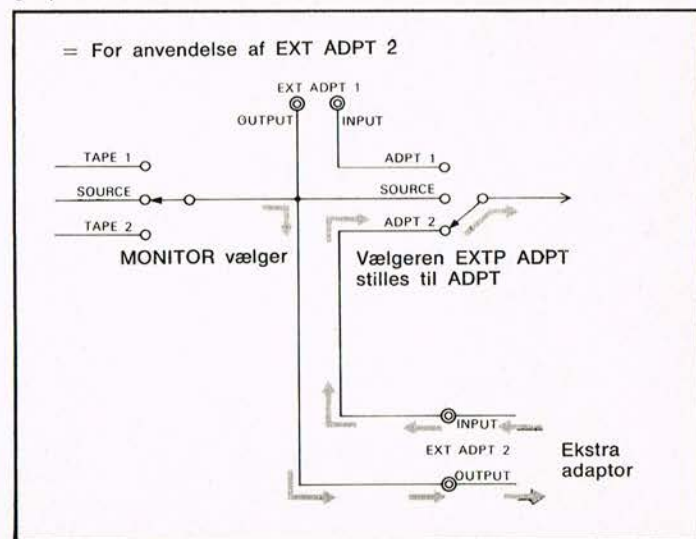 = For anvendelse af EXT ADPT 2
EXT ADPT 1
OUTPUT
INPUT
TAPE 1
ADPT 1
SOURCE
SOURCE
TAPE 2
ADPT 2
MONITOR vælger
Vælgeren EXTP ADPT
stilles til ADPT
INPUT
EXT ADPT 2
Ekstra
adaptor
OUTPUT